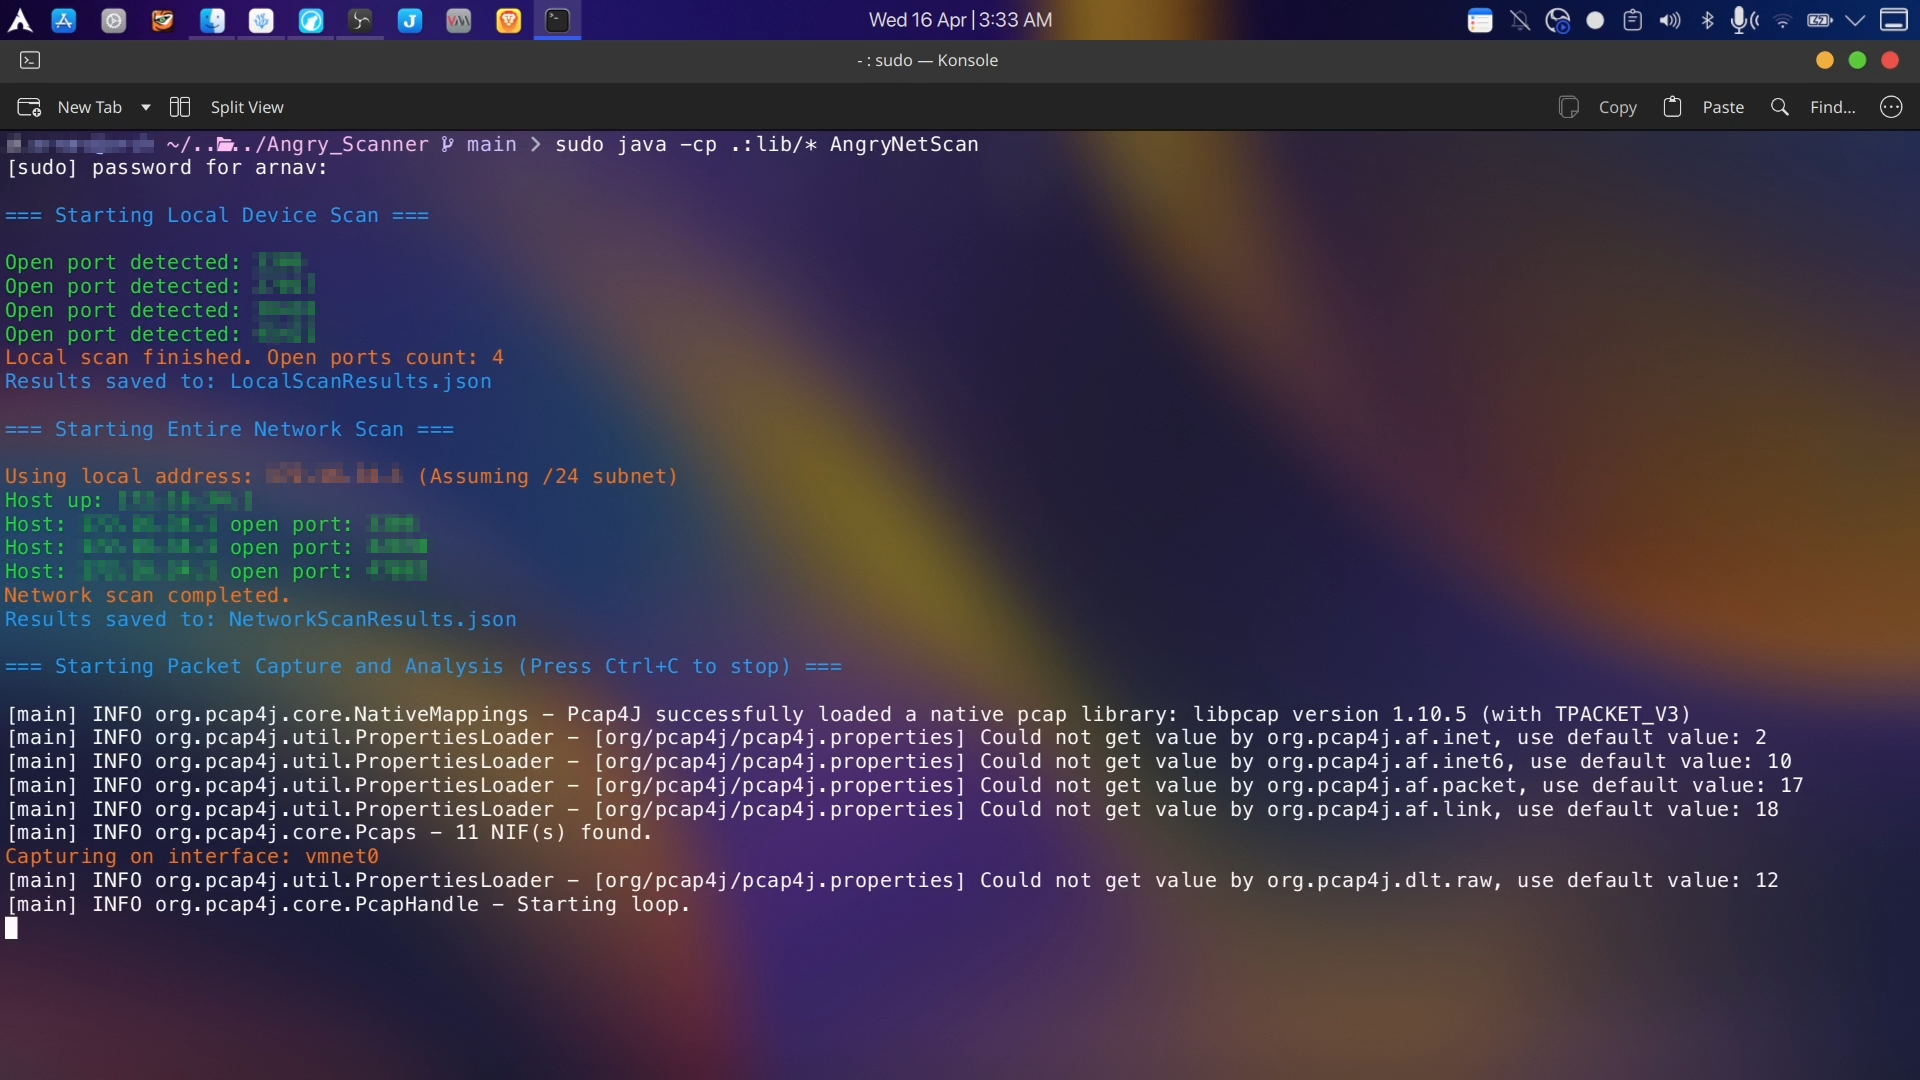 Wed 16 Apr | 3:33 AM
- : sudo — Konsole
New Tab Split View Copy Paste Find...
~/.. ../Angry_Scanner main > sudo java -cp .:lib/* AngryNetScan
[sudo] password for arnav:
=== Starting Local Device Scan ===
Open port detected:
Open port detected:
Open port detected:
Open port detected:
Local scan finished. Open ports count: 4
Results saved to: LocalScanResults.json
=== Starting Entire Network Scan ===
Using local address: (Assuming /24 subnet)
Host up:
Host: open port:
Host: open port:
Host: open port:
Network scan completed.
Results saved to: NetworkScanResults.json
=== Starting Packet Capture and Analysis (Press Ctrl+C to stop) ===
[main] INFO org.pcap4j.core.NativeMappings - Pcap4J successfully loaded a native pcap library: libpcap version 1.10.5 (with TPACKET_V3)
[main] INFO org.pcap4j.util.PropertiesLoader - [org/pcap4j/pcap4j.properties] Could not get value by org.pcap4j.af.inet, use default value: 2
[main] INFO org.pcap4j.util.PropertiesLoader - [org/pcap4j/pcap4j.properties] Could not get value by org.pcap4j.af.inet6, use default value: 10
[main] INFO org.pcap4j.util.PropertiesLoader - [org/pcap4j/pcap4j.properties] Could not get value by org.pcap4j.af.packet, use default value: 17
[main] INFO org.pcap4j.util.PropertiesLoader - [org/pcap4j/pcap4j.properties] Could not get value by org.pcap4j.af.link, use default value: 18
[main] INFO org.pcap4j.core.Pcaps - 11 NIF(s) found.
Capturing on interface: vmnet0
[main] INFO org.pcap4j.util.PropertiesLoader - [org/pcap4j/pcap4j.properties] Could not get value by org.pcap4j.dlt.raw, use default value: 12
[main] INFO org.pcap4j.core.PcapHandle - Starting loop.